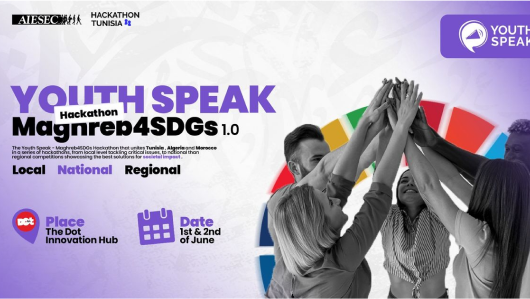 AIESEC
HACKATHON
TUNISIA
YOUTH
SPEAK
YOUTH SPEAK
Hackathon
Maghreb4SDGs 1.0
The Youth Speak - Maghreb4SDGs Hackathon that unites Tunisia, Algeria and Morocco
in a series of hackathons, from local level tackling critical issues, to national than
regional competitions showcasing the best solutions for societal impact.
Local National Regional
DOt
Place
The Dot
Innovation Hub
Date
1st & 2nd
of June